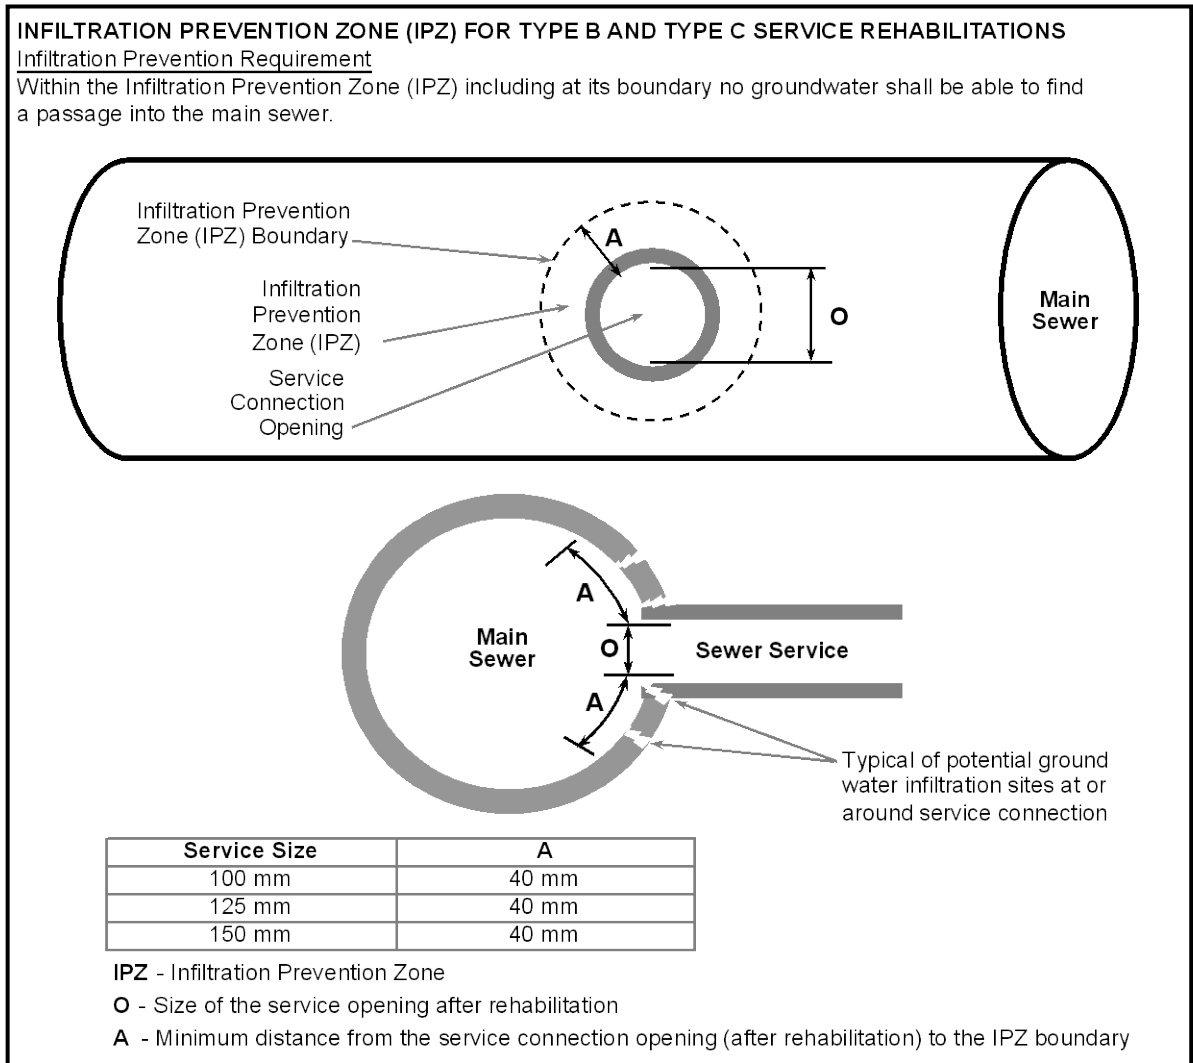 INFILTRATION PREVENTION ZONE (IPZ) FOR TYPE B AND TYPE C SERVICE REHABILITATIONS
Infiltration Prevention Requirement
Within the Infiltration Prevention Zone (IPZ) including at its boundary no groundwater shall be able to find
a passage into the main sewer.
Infiltration Prevention
Zone (IPZ) Boundary
A
Infiltration
Prevention
Zone (IPZ)
Service
Connection
Opening
O
Main
Sewer
A
Main
Sewer
O
Sewer Service
A
Typical of potential ground
water infiltration sites at or
around service connection
Service Size A
100 mm 40 mm
125 mm 40 mm
150 mm 40 mm
IPZ - Infiltration Prevention Zone
O - Size of the service opening after rehabilitation
A - Minimum distance from the service connection opening (after rehabilitation) to the IPZ boundary